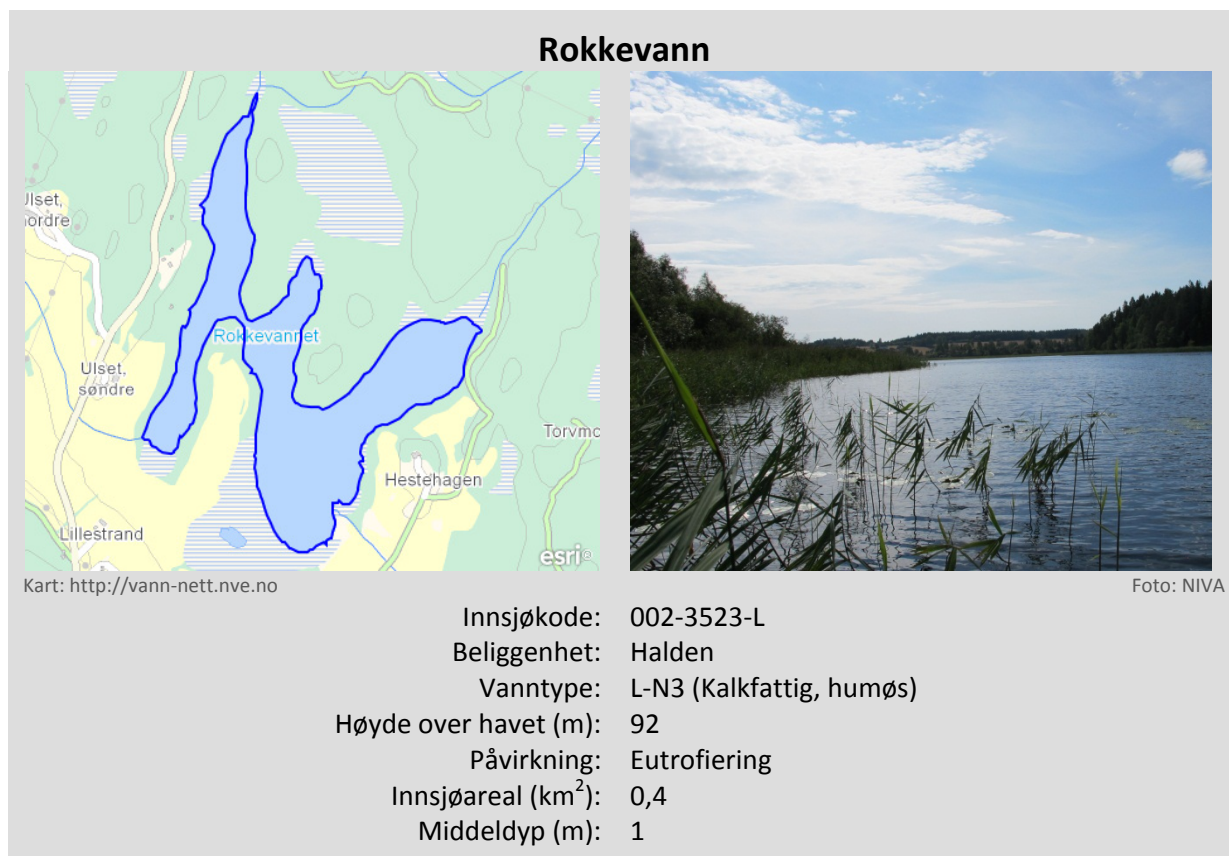 Rokkevann
Ulset,
nordre
Rokkevannet
Ulset,
søndre
Hestehagen
Lillestrand
esri®
Kart: http://vann-nett.nve.no
Foto: NIVA
Innsjøkode: 002-3523-L
Beliggenhet: Halden
Vanntype: L-N3 (Kalkfattig, humøs)
Høyde over havet (m): 92
Påvirkning: Eutrofiering
Innsjøareal (km²): 0,4
Middeldyp (m): 1